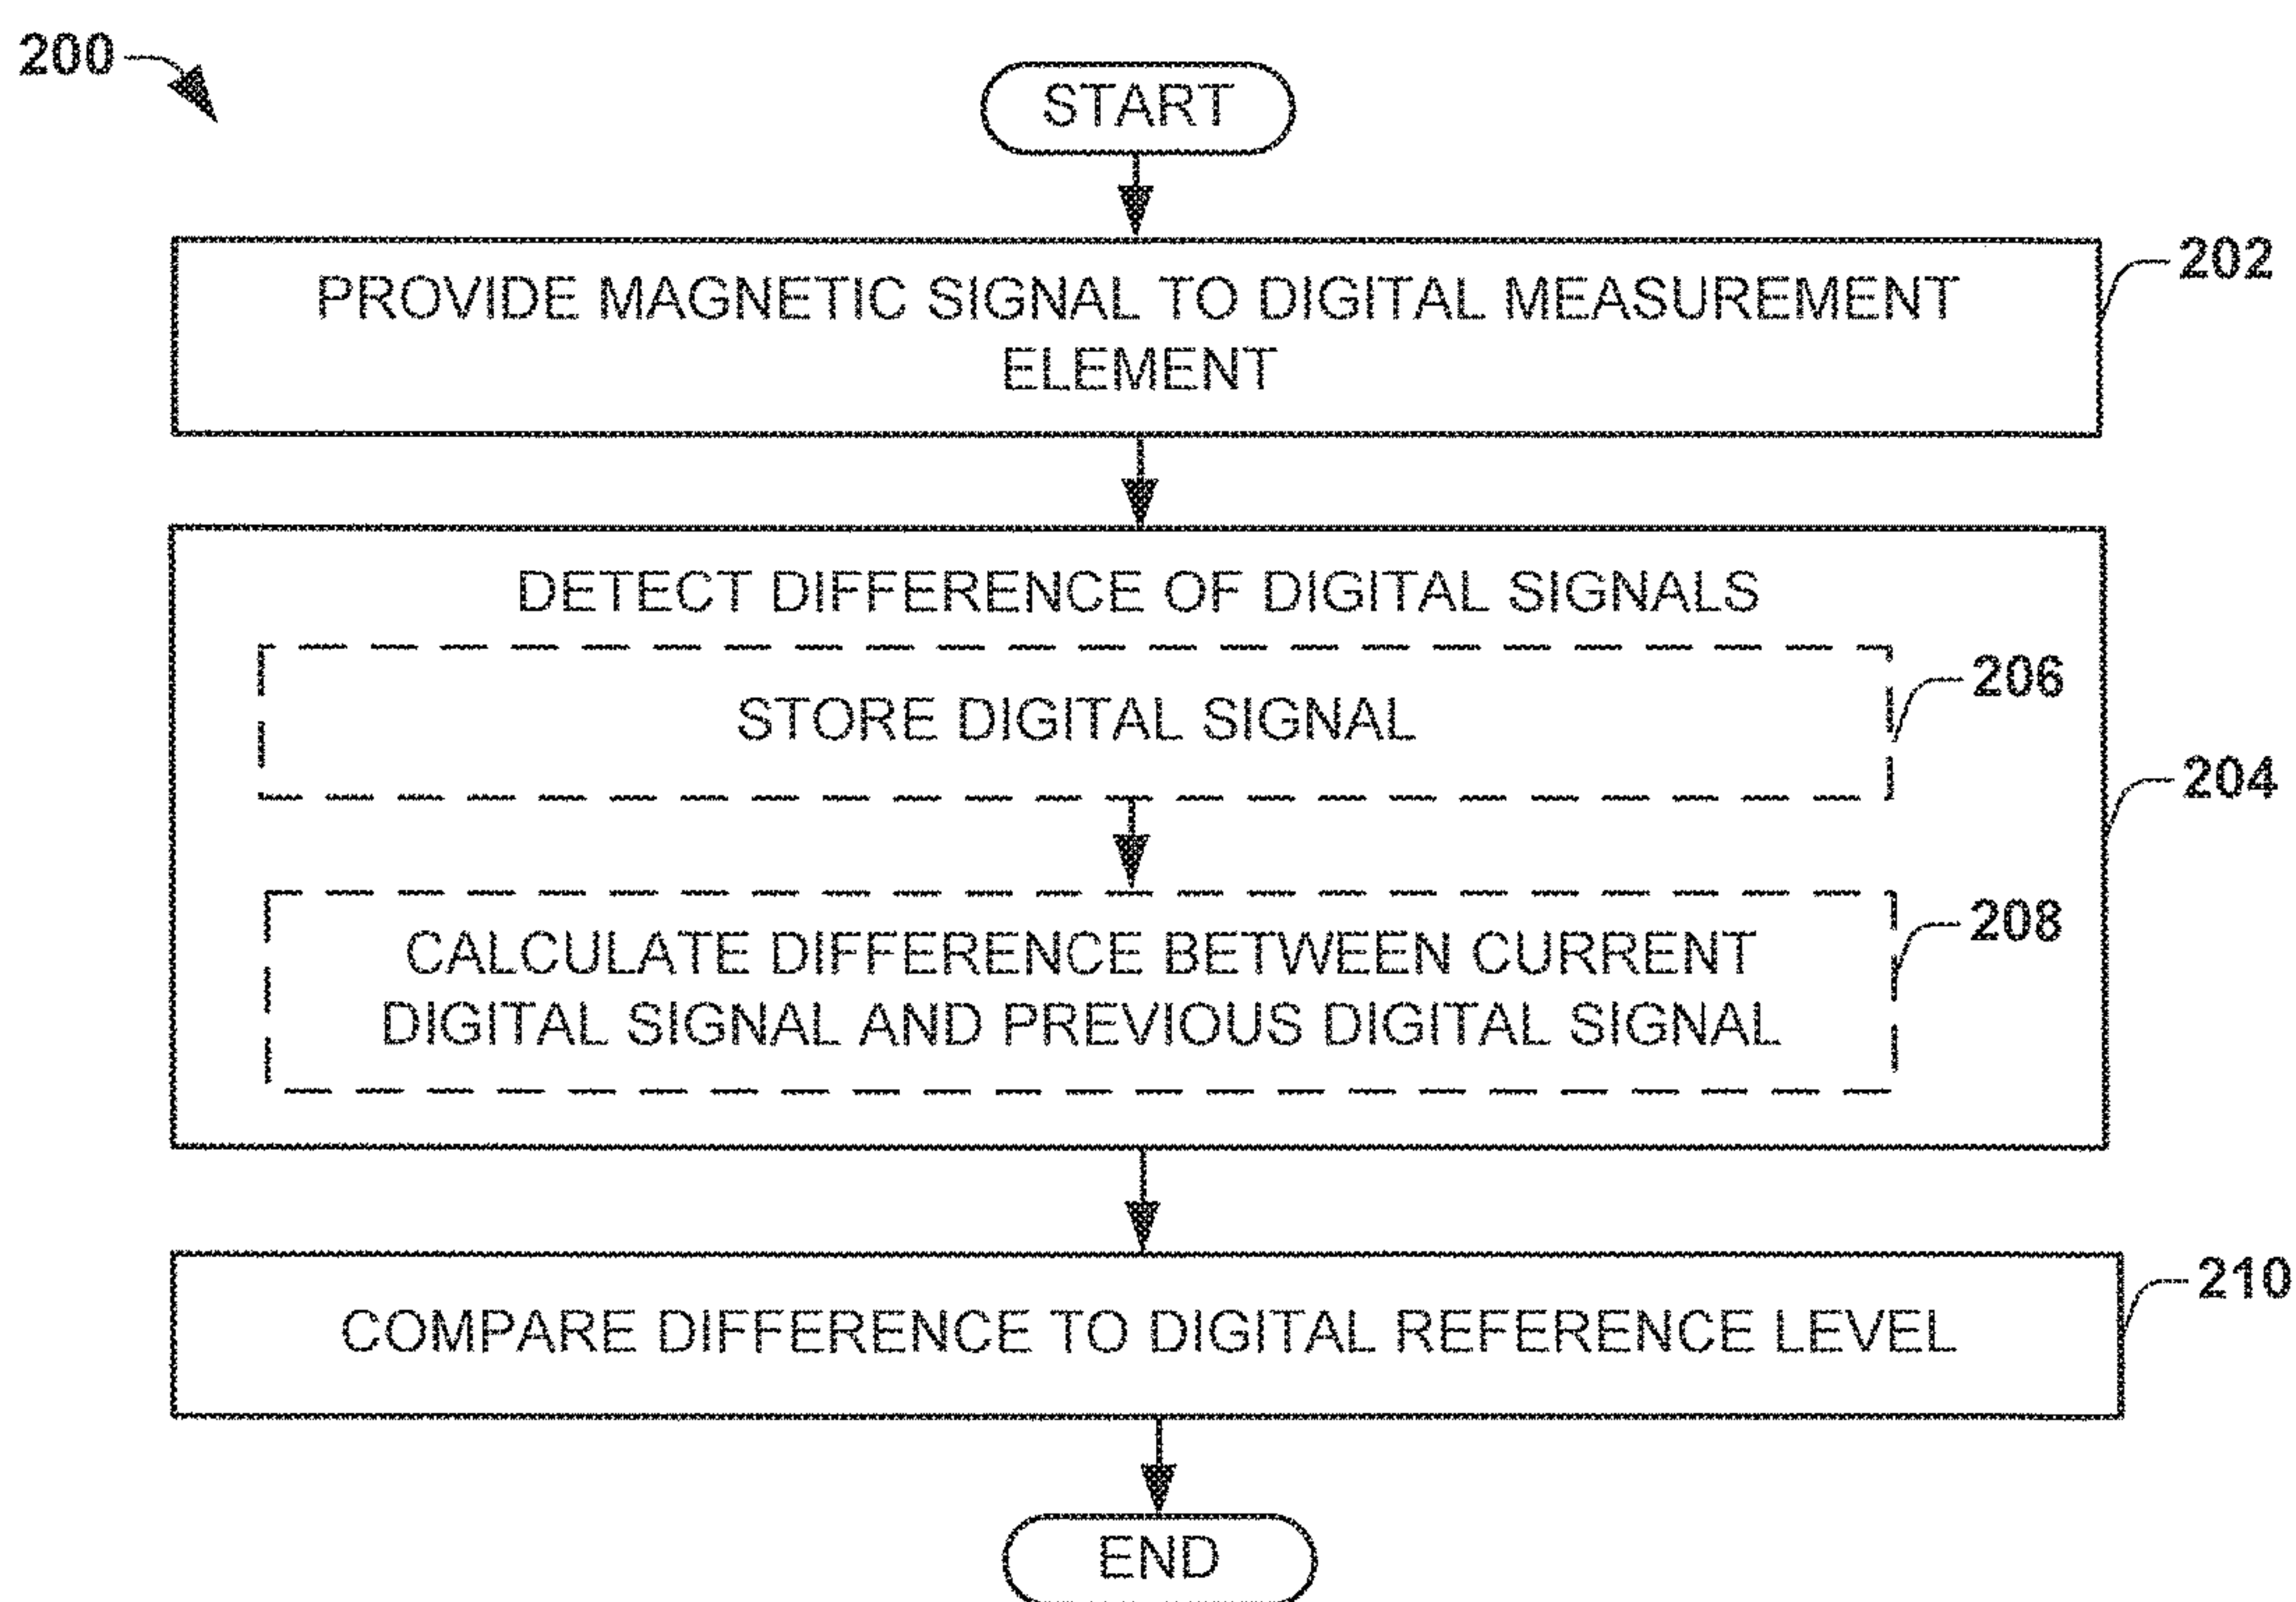 200
START
PROVIDE MAGNETIC SIGNAL TO DIGITAL MEASUREMENT
ELEMENT
202
DETECT DIFFERENCE OF DIGITAL SIGNALS
STORE DIGITAL SIGNAL
206
204
CALCULATE DIFFERENCE BETWEEN CURRENT
DIGITAL SIGNAL AND PREVIOUS DIGITAL SIGNAL
208
COMPARE DIFFERENCE TO DIGITAL REFERENCE LEVEL
210
END